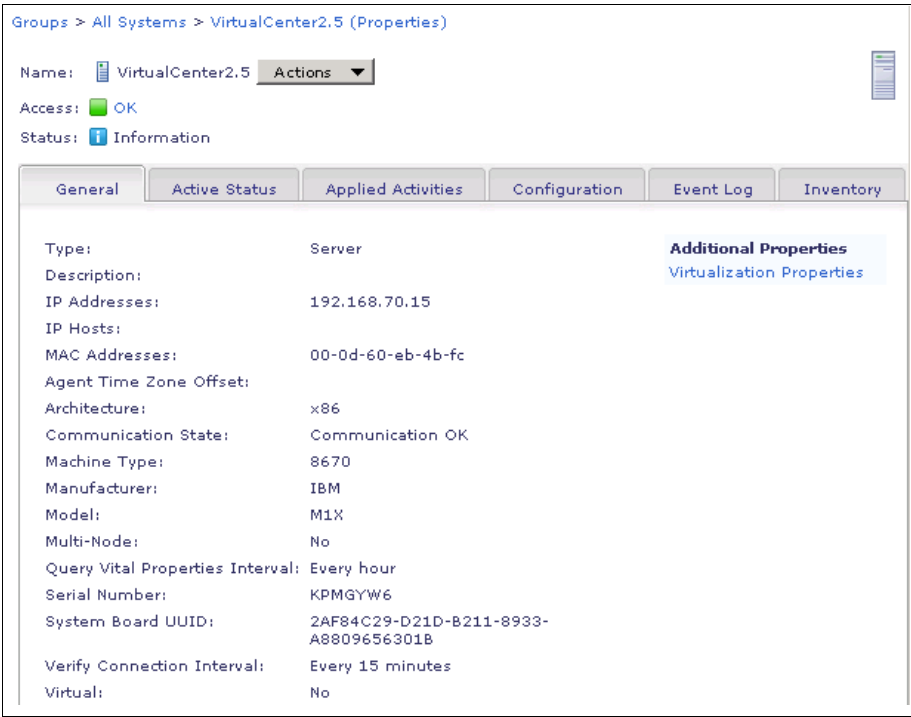 Groups > All Systems > VirtualCenter2.5 (Properties)
Name: VirtualCenter2.5 Actions
Access: OK
Status: Information
General Active Status Applied Activities Configuration Event Log Inventory
Type: Server Additional Properties
Description: Virtualization Properties
IP Addresses: 192.168.70.15
IP Hosts:
MAC Addresses: 00-0d-60-eb-4b-fc
Agent Time Zone Offset:
Architecture: x86
Communication State: Communication OK
Machine Type: 8670
Manufacturer: IBM
Model: M1X
Multi-Node: No
Query Vital Properties Interval: Every hour
Serial Number: KPMGYW6
System Board UUID: 2AF84C29-D21D-B211-8933-
A8809656301B
Verify Connection Interval: Every 15 minutes
Virtual: No